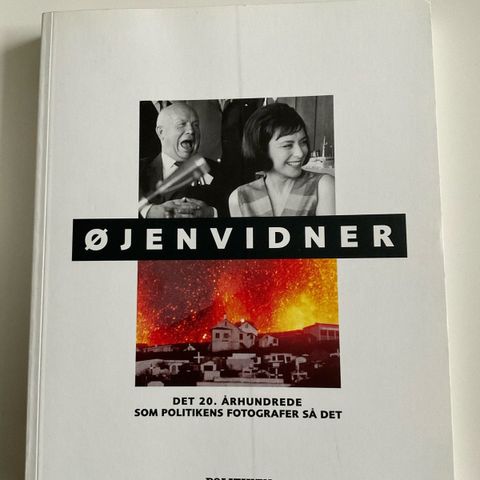 ØJENVIDNER
DET 20. ÅRHUNDREDE
SOM POLITIKENS FOTOGRAFER SÅ DET